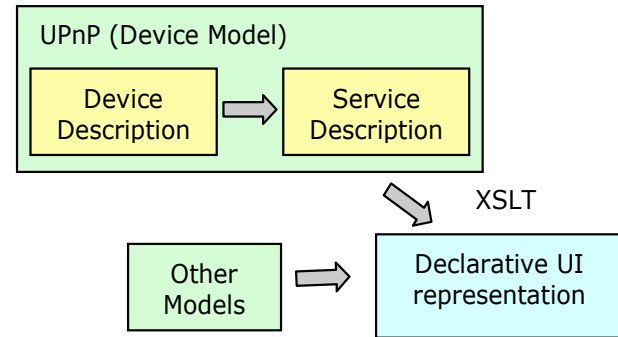 UPnP (Device Model)
Device
Description
Service
Description
XSLT
Other
Models
Declarative UI
representation